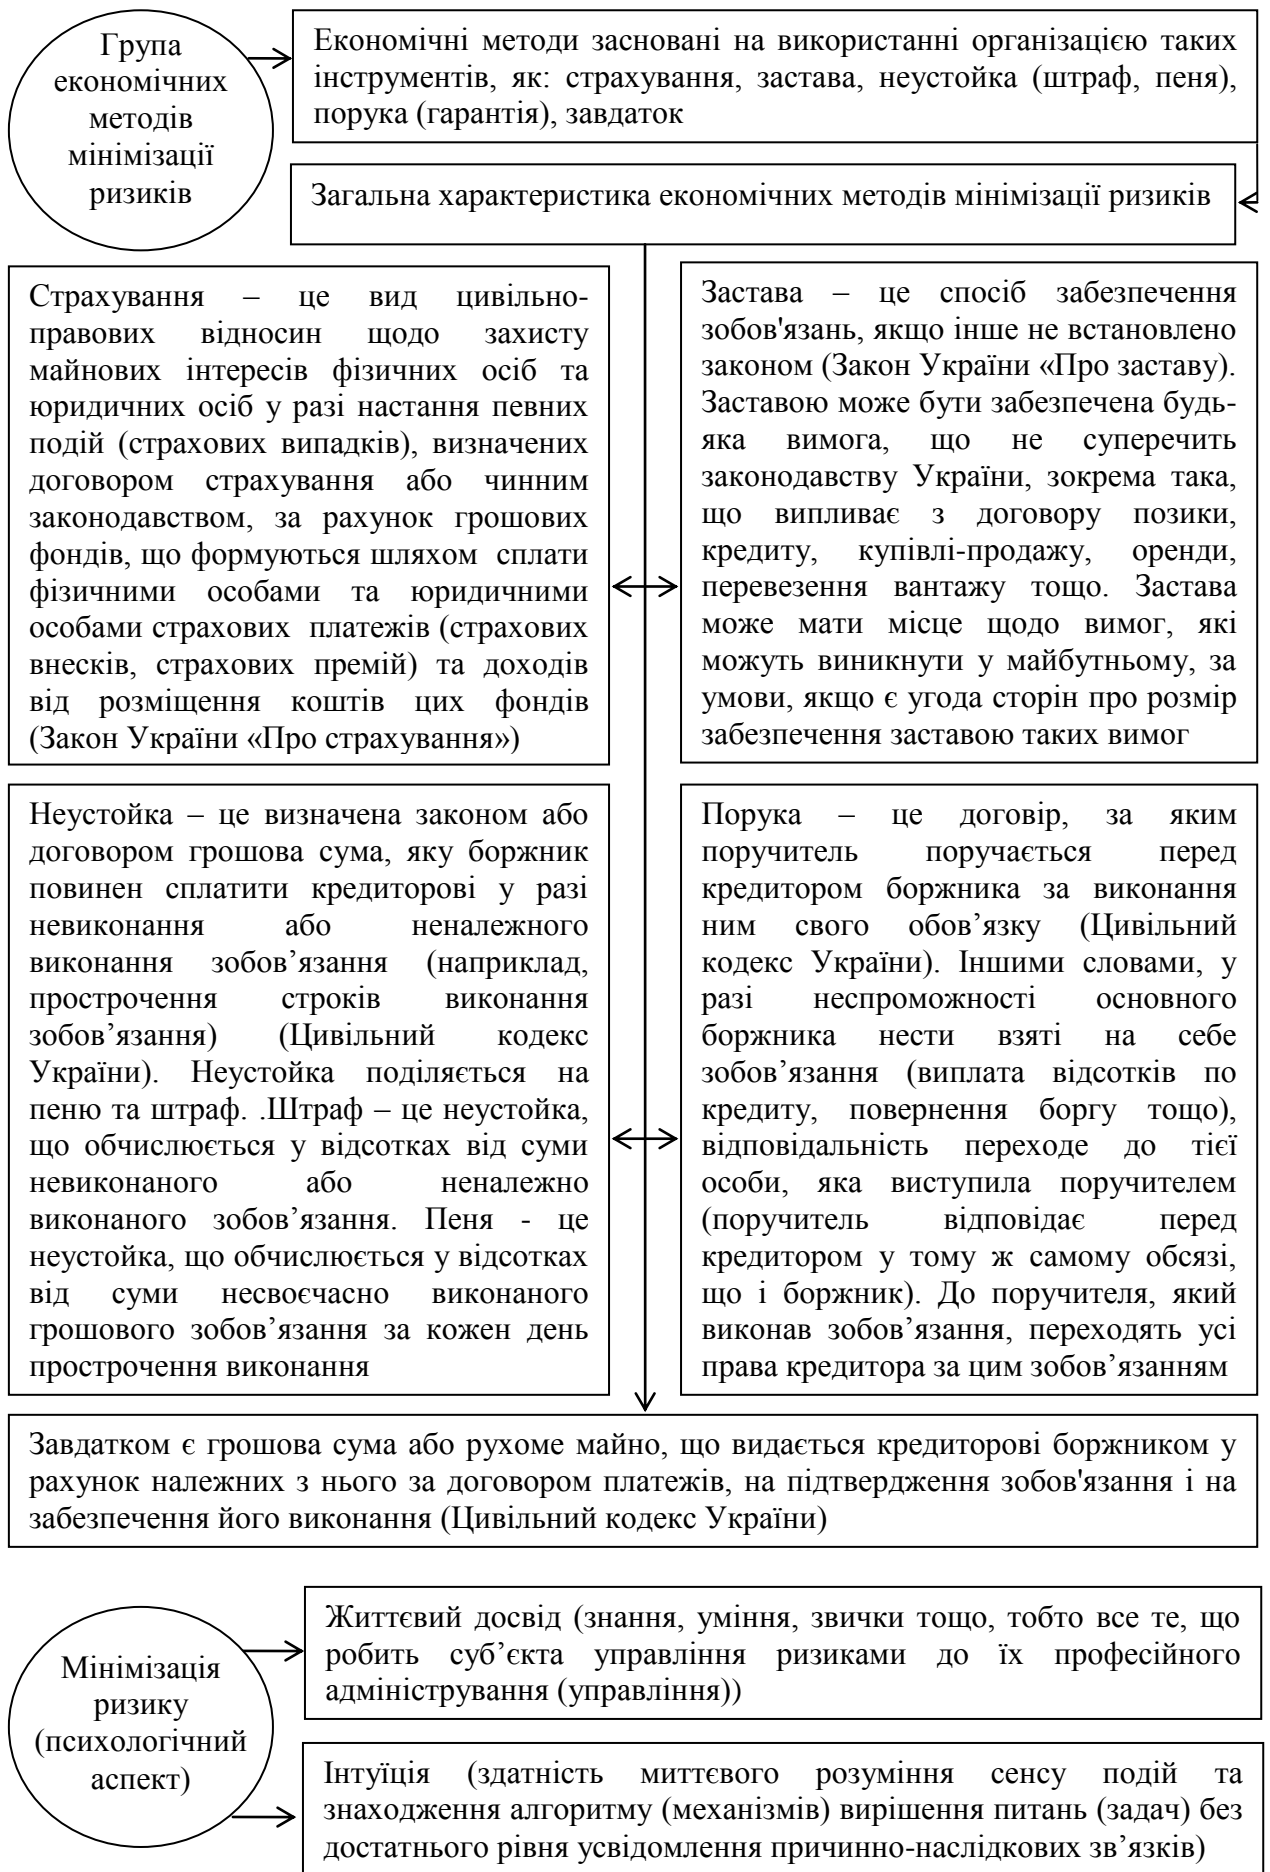 Група
економічних
методів
мінімізації
ризиків
Економічні методи засновані на використанні організацією таких
інструментів, як: страхування, застава, неустойка (штраф, пеня),
порука (гарантія), завдаток
Загальна характеристика економічних методів мінімізації ризиків
Страхування – це вид цивільно-
правових відносин щодо захисту
майнових інтересів фізичних осіб та
юридичних осіб у разі настання певних
подій (страхових випадків), визначених
договором страхування або чинним
законодавством, за рахунок грошових
фондів, що формуються шляхом сплати
фізичними особами та юридичними
особами страхових платежів (страхових
внесків, страхових премій) та доходів
від розміщення коштів цих фондів
(Закон України «Про страхування»)
Застава – це спосіб забезпечення
зобов'язань, якщо інше не встановлено
законом (Закон України «Про заставу).
Заставою може бути забезпечена будь-
яка вимога, що не суперечить
законодавству України, зокрема така,
що випливає з договору позики,
кредиту, купівлі-продажу, оренди,
перевезення вантажу тощо. Застава
може мати місце щодо вимог, які
можуть виникнути у майбутньому, за
умови, якщо є угода сторін про розмір
забезпечення заставою таких вимог
Неустойка – це визначена законом або
договором грошова сума, яку боржник
повинен сплатити кредиторові у разі
невиконання або неналежного
виконання зобов’язання (наприклад,
прострочення строків виконання
зобов’язання) (Цивільний кодекс
України). Неустойка поділяється на
пеню та штраф. .Штраф – це неустойка,
що обчислюється у відсотках від суми
невиконаного або неналежно
виконаного зобов’язання. Пеня - це
неустойка, що обчислюється у відсотках
від суми несвоєчасно виконаного
грошового зобов’язання за кожен день
прострочення виконання
Порука – це договір, за яким
поручитель поручається перед
кредитором боржника за виконання
ним свого обов’язку (Цивільний
кодекс України). Іншими словами, у
разі неспроможності основного
боржника нести взяті на себе
зобов’язання (виплата відсотків по
кредиту, повернення боргу тощо),
відповідальність переходе до тієї
особи, яка виступила поручителем
(поручитель відповідає перед
кредитором у тому ж самому обсязі,
що і боржник). До поручителя, який
виконав зобов’язання, переходять усі
права кредитора за цим зобов’язанням
Завдатком є грошова сума або рухоме майно, що видається кредиторові боржником у
рахунок належних з нього за договором платежів, на підтвердження зобов'язання і на
забезпечення його виконання (Цивільний кодекс України)
Мінімізація
ризику
(психологічний
аспект)
Життєвий досвід (знання, уміння, звички тощо, тобто все те, що
робить суб’єкта управління ризиками до їх професійного
адміністрування (управління))
Інтуїція (здатність миттєвого розуміння сенсу подій та
знаходження алгоритму (механізмів) вирішення питань (задач) без
достатнього рівня усвідомлення причинно-наслідкових зв’язків)